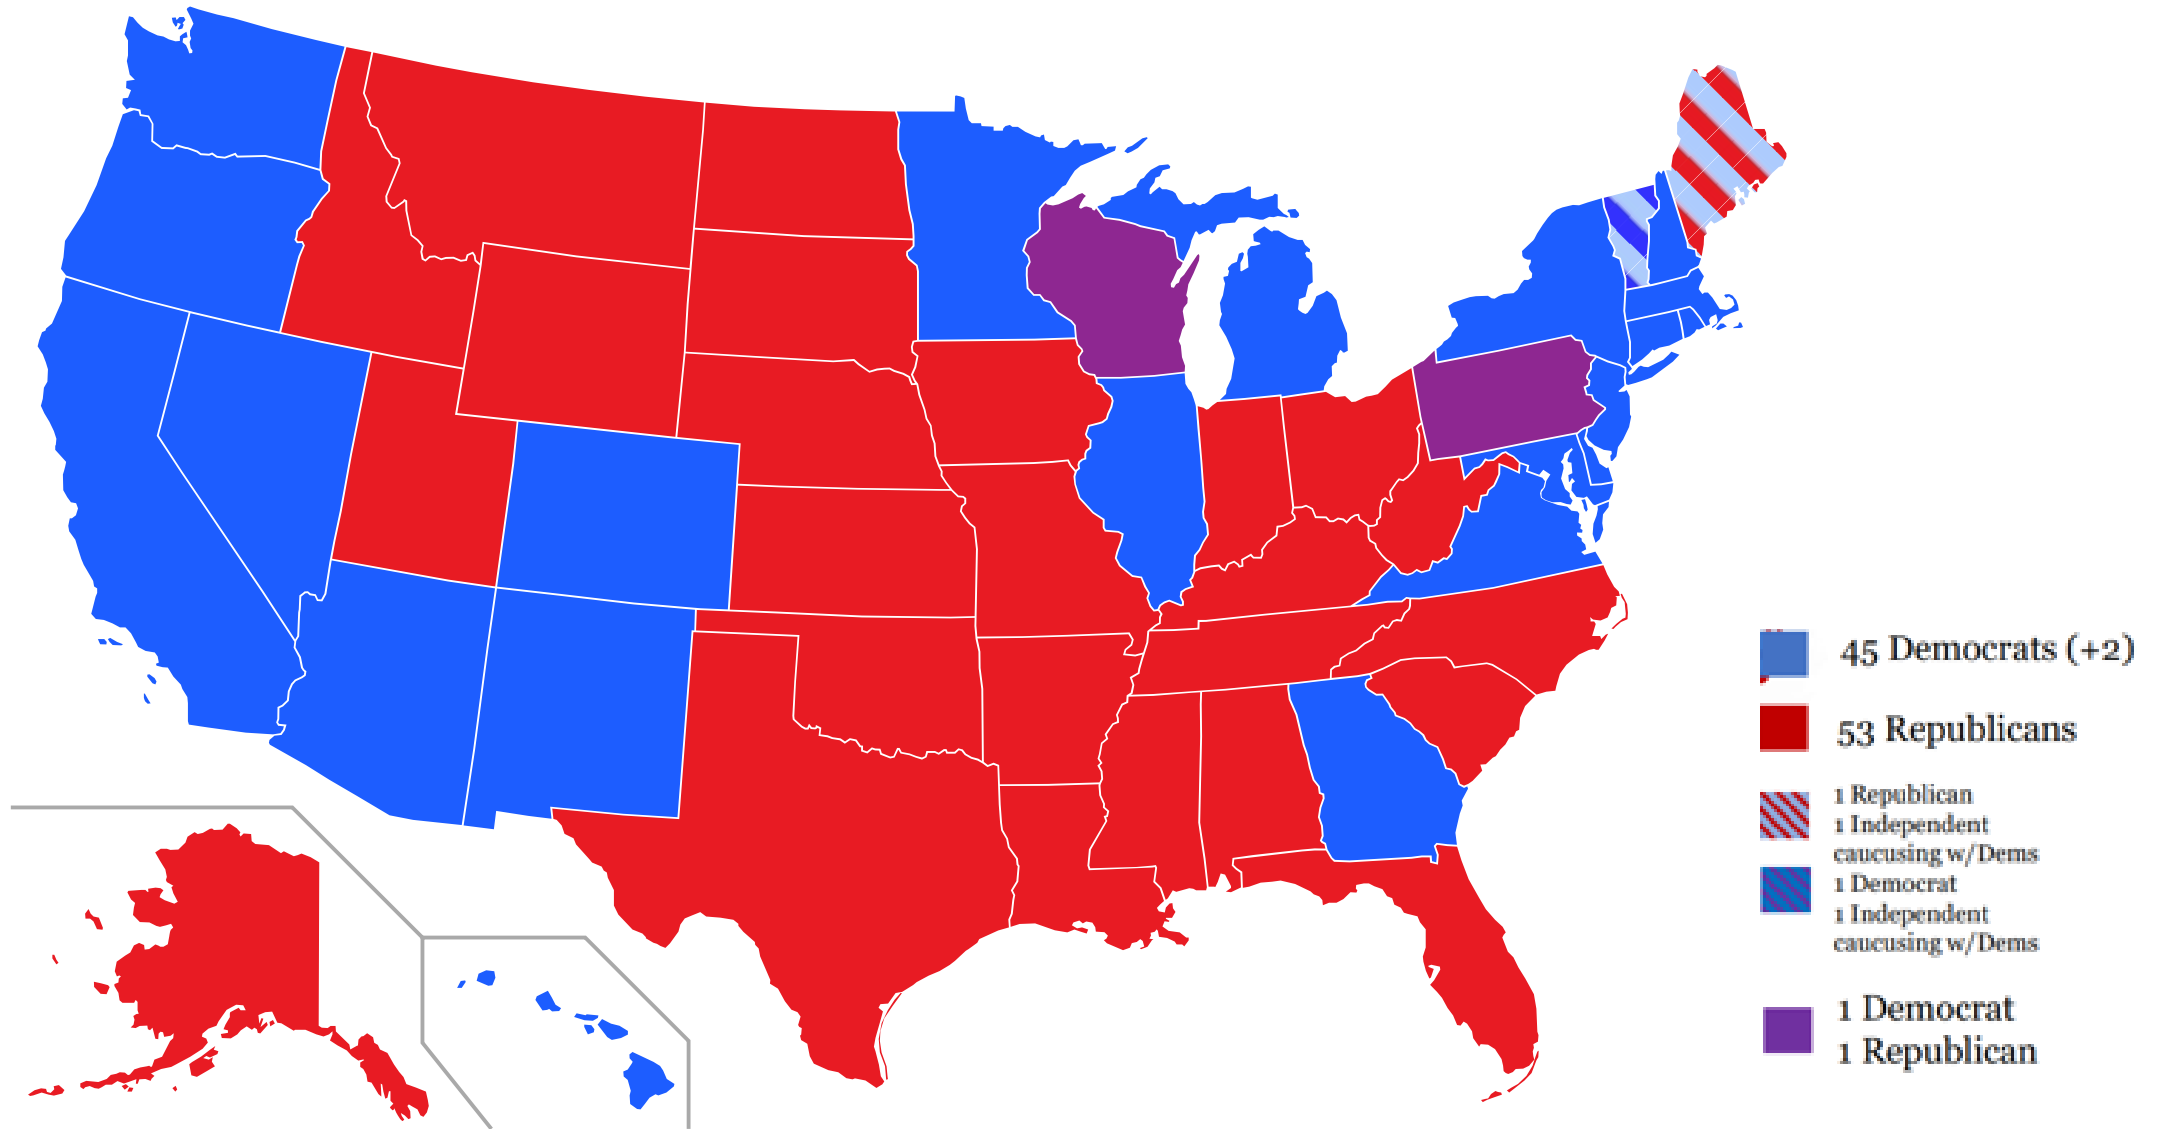 45 Democrats (+2)
53 Republicans
1 Republican
1 Independent
caucusing w/Dems
1 Democrat
1 Independent
caucusing w/Dems
1 Democrat
1 Republican